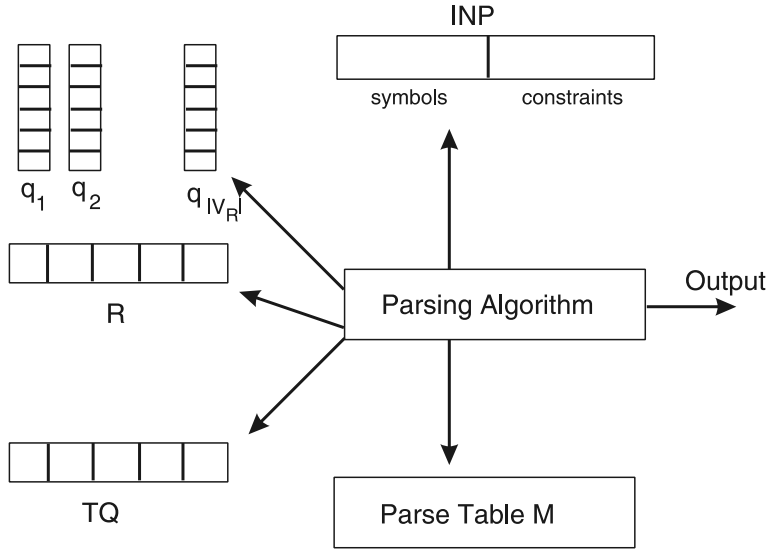 INP
symbols constraints
q1 q2 q|VR|
R
Parsing Algorithm
Output
TQ
Parse Table M